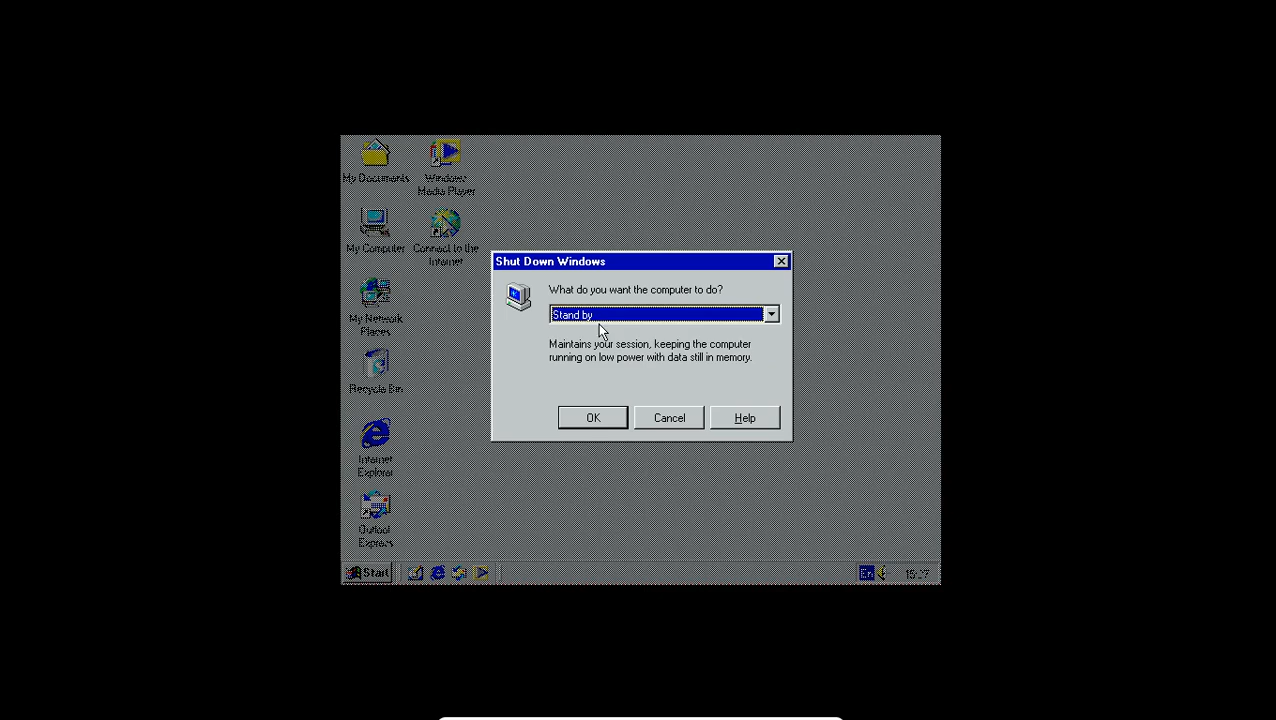 My Documents
Windows
Media Player
My Computer
Connect to the
Internet
Shut Down Windows
What do you want the computer to do?
Stand by
Maintains your session, keeping the computer
running on low power with data still in memory.
OK
Cancel
Help
My Network
Places
Recycle Bin
Internet
Explorer
Outlook
Express
Start
En